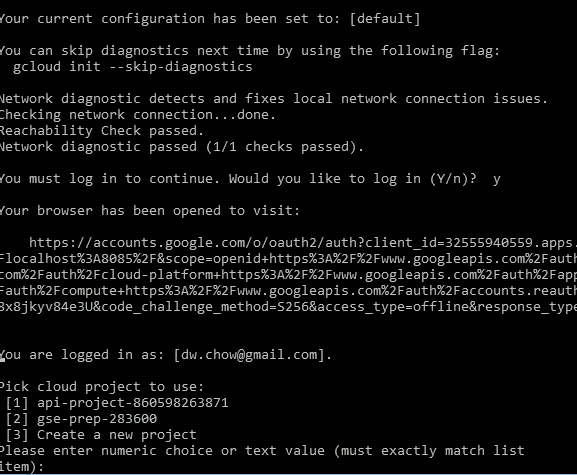 Your current configuration has been set to: [default]
You can skip diagnostics next time by using the following flag:
gcloud init --skip-diagnostics
Network diagnostic detects and fixes local network connection issues.
Checking network connection...done.
Reachability Check passed.
Network diagnostic passed (1/1 checks passed).
You must log in to continue. Would you like to log in (Y/n)? y
Your browser has been opened to visit:
https://accounts.google.com/o/oauth2/auth?client_id=32555940559.apps.
Flocalhost%3A8085%2F&scope=openid+https%3A%2F%2Fwww.googleapis.com%2Fauth
com%2Fauth%2Fcloud-platform+https%3A%2F%2Fwww.googleapis.com%2Fauth%2Fapp
Fauth%2Fcompute+https%3A%2F%2Fwww.googleapis.com%2Fauth%2Faccounts.reauth
8x8jkyv84e3U&code_challenge_method=S256&access_type=offline&response_type
You are logged in as: [dw.chow@gmail.com].
Pick cloud project to use:
[1] api-project-860598263871
[2] gse-prep-283600
[3] Create a new project
Please enter numeric choice or text value (must exactly match list
item):